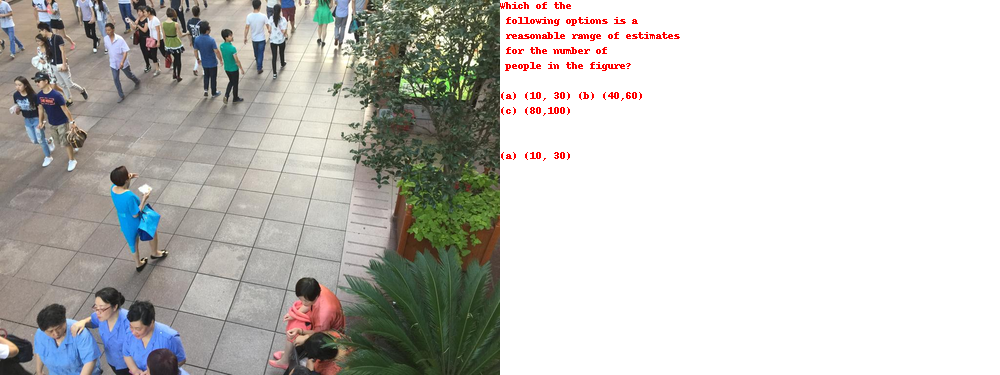 Which of the
following options is a
reasonable range of estimates
for the number of
people in the figure?
(a) (10, 30) (b) (40,60)
(c) (80,100)
(a) (10, 30)